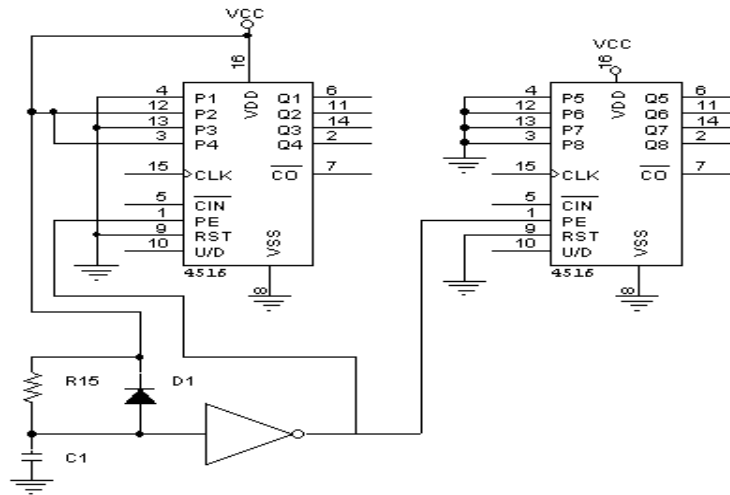 VCC
16
4 P1 VDD Q1 6
12 P2 Q2 11
13 P3 Q3 14
3 P4 Q4 2
15 CLK CO 7
5 CIN
1 PE
9 RST
10 U/D VSS
4516
8
VCC
16
4 P5 VDD Q5 6
12 P6 Q6 11
13 P7 Q7 14
3 P8 Q8 2
15 CLK CO 7
5 CIN
1 PE
9 RST
10 U/D VSS
4516
8
R15 D1
C1